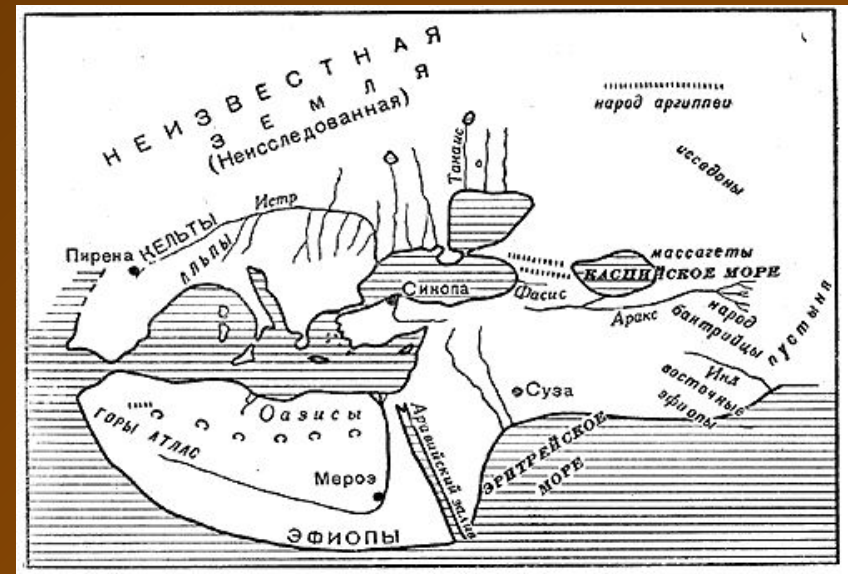 НЕИЗВЕСТНАЯ
ЗЕМЛЯ
(Неисследованная)
народ аргиппеи
исседоны
Танаис
Истр
Пирена
КЕЛЬТЫ
АЛЬПЫ
массагеты
КАСПИЙСКОЕ МОРЕ
Синопа
Фасис
Аракс
народ
бактрийцы
пустыня
Инд
восточные
эфиопы
Суза
Оазисы
ГОРЫ АТЛАС
Аравийский залив
ЭРИТРЕЙСКОЕ
МОРЕ
Мероэ
ЭФИОПЫ